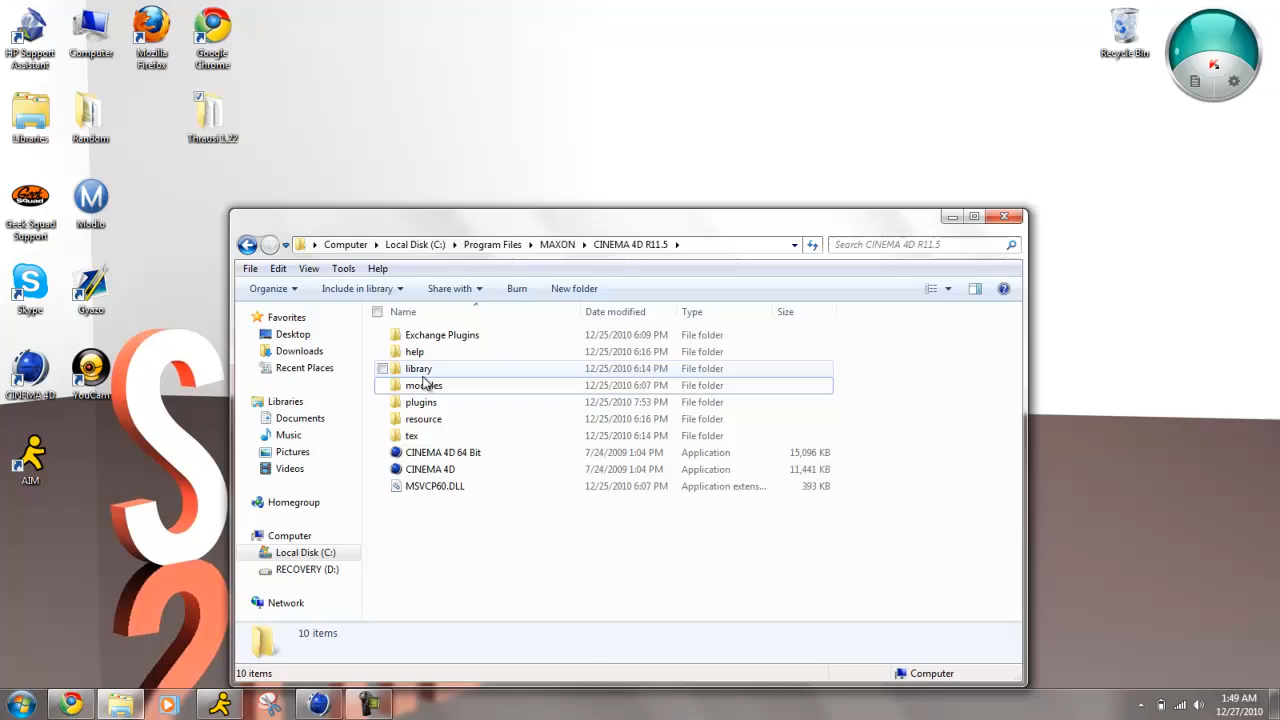 HP Support
Assistant
Computer
Mozilla
Firefox
Google
Chrome
Recycle Bin
Libraries
Random
Thrausi 1.22
Geek Squad
Geek Squad
Support
M
Modio
Skype
Gyazo
CINEMA 4D
YouCam
AIM
S
2
Computer
Local Disk (C:)
Program Files
MAXON
CINEMA 4D R11.5
Search CINEMA 4D R11.5
File Edit View Tools Help
Organize Include in library Share with Burn New folder
Favorites
Desktop
Downloads
Recent Places
Libraries
Documents
Music
Pictures
Videos
Homegroup
Computer
Local Disk (C:)
RECOVERY (D:)
Network
Name Date modified Type Size
Exchange Plugins 12/25/2010 6:09 PM File folder
help 12/25/2010 6:16 PM File folder
library 12/25/2010 6:14 PM File folder
modules 12/25/2010 6:07 PM File folder
plugins 12/25/2010 7:53 PM File folder
resource 12/25/2010 6:16 PM File folder
tex 12/25/2010 6:14 PM File folder
CINEMA 4D 64 Bit 7/24/2009 1:04 PM Application 15,096 KB
CINEMA 4D 7/24/2009 1:04 PM Application 11,441 KB
MSVCP60.DLL 12/25/2010 6:07 PM Application extens... 393 KB
10 items
10 items
Computer
1:49 AM
12/27/2010